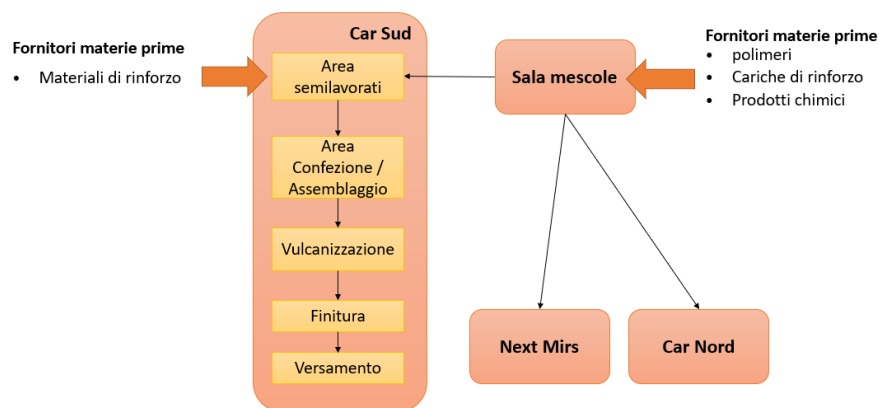 Fornitori materie prime
• Materiali di rinforzo
Car Sud
Area
semilavorati
Area
Confezione /
Assemblaggio
Vulcanizzazione
Finitura
Versamento
Sala mescole
Fornitori materie prime
• polimeri
• Cariche di rinforzo
• Prodotti chimici
Next Mirs
Car Nord